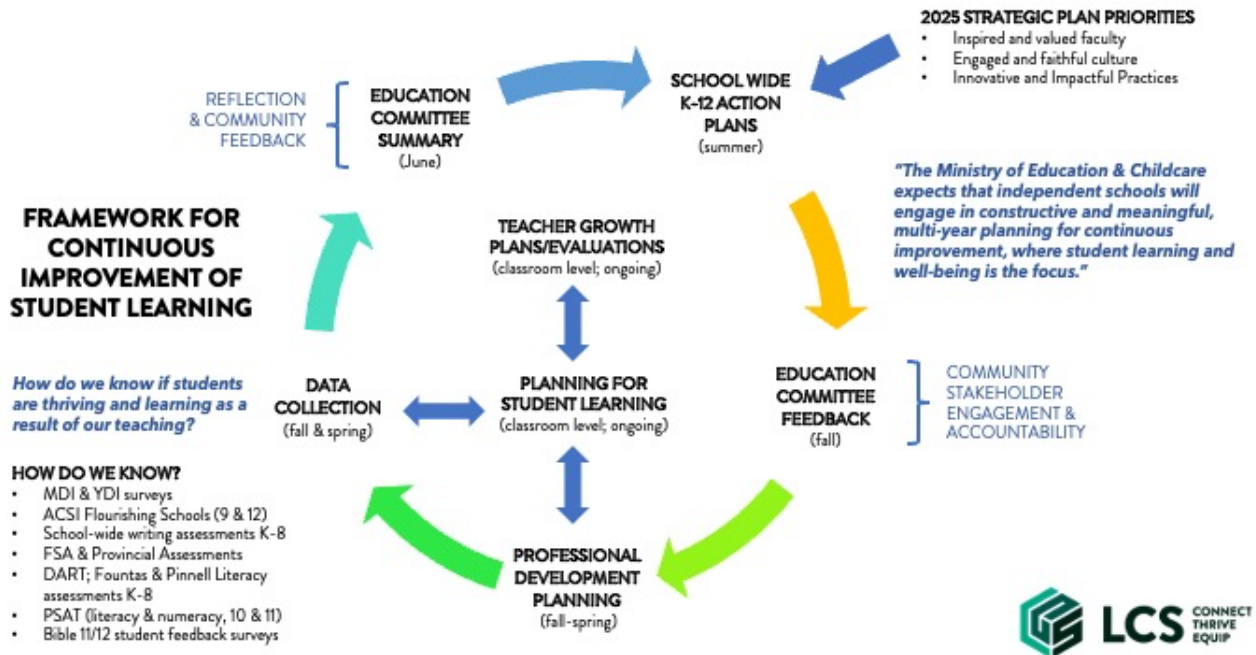 2025 STRATEGIC PLAN PRIORITIES
• Inspired and valued faculty
• Engaged and faithful culture
• Innovative and Impactful Practices
REFLECTION
& COMMUNITY
FEEDBACK
EDUCATION
COMMITTEE
SUMMARY
(June)
SCHOOL WIDE
K-12 ACTION
PLANS
(summer)
"The Ministry of Education & Childcare
expects that independent schools will
engage in constructive and meaningful,
multi-year planning for continuous
improvement, where student learning and
well-being is the focus."
FRAMEWORK FOR
CONTINUOUS
IMPROVEMENT OF
STUDENT LEARNING
TEACHER GROWTH
PLANS/EVALUATIONS
(classroom level; ongoing)
How do we know if students
are thriving and learning as a
result of our teaching?
DATA
COLLECTION
(fall & spring)
PLANNING FOR
STUDENT LEARNING
(classroom level; ongoing)
EDUCATION
COMMITTEE
FEEDBACK
(fall)
COMMUNITY
STAKEHOLDER
ENGAGEMENT &
ACCOUNTABILITY
HOW DO WE KNOW?
• MDI & YDI surveys
• ACSI Flourishing Schools (9 & 12)
• School-wide writing assessments K-8
• FSA & Provincial Assessments
• DART; Fountas & Pinnell Literacy
assessments K-8
• PSAT (literacy & numeracy, 10 & 11)
• Bible 11/12 student feedback surveys
PROFESSIONAL
DEVELOPMENT
PLANNING
(fall-spring)
LCS
CONNECT
THRIVE
EQUIP